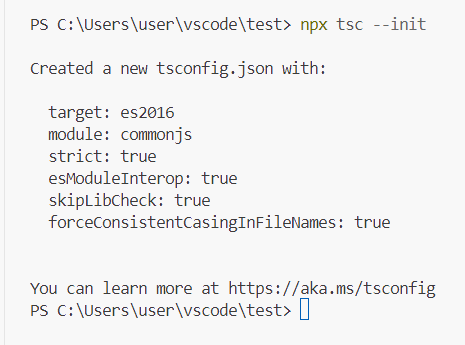 PS C:\Users\user\vscode\test> npx tsc --init
Created a new tsconfig.json with:
target: es2016
module: commonjs
strict: true
esModuleInterop: true
skipLibCheck: true
forceConsistentCasingInFileNames: true
You can learn more at https://aka.ms/tsconfig
PS C:\Users\user\vscode\test>